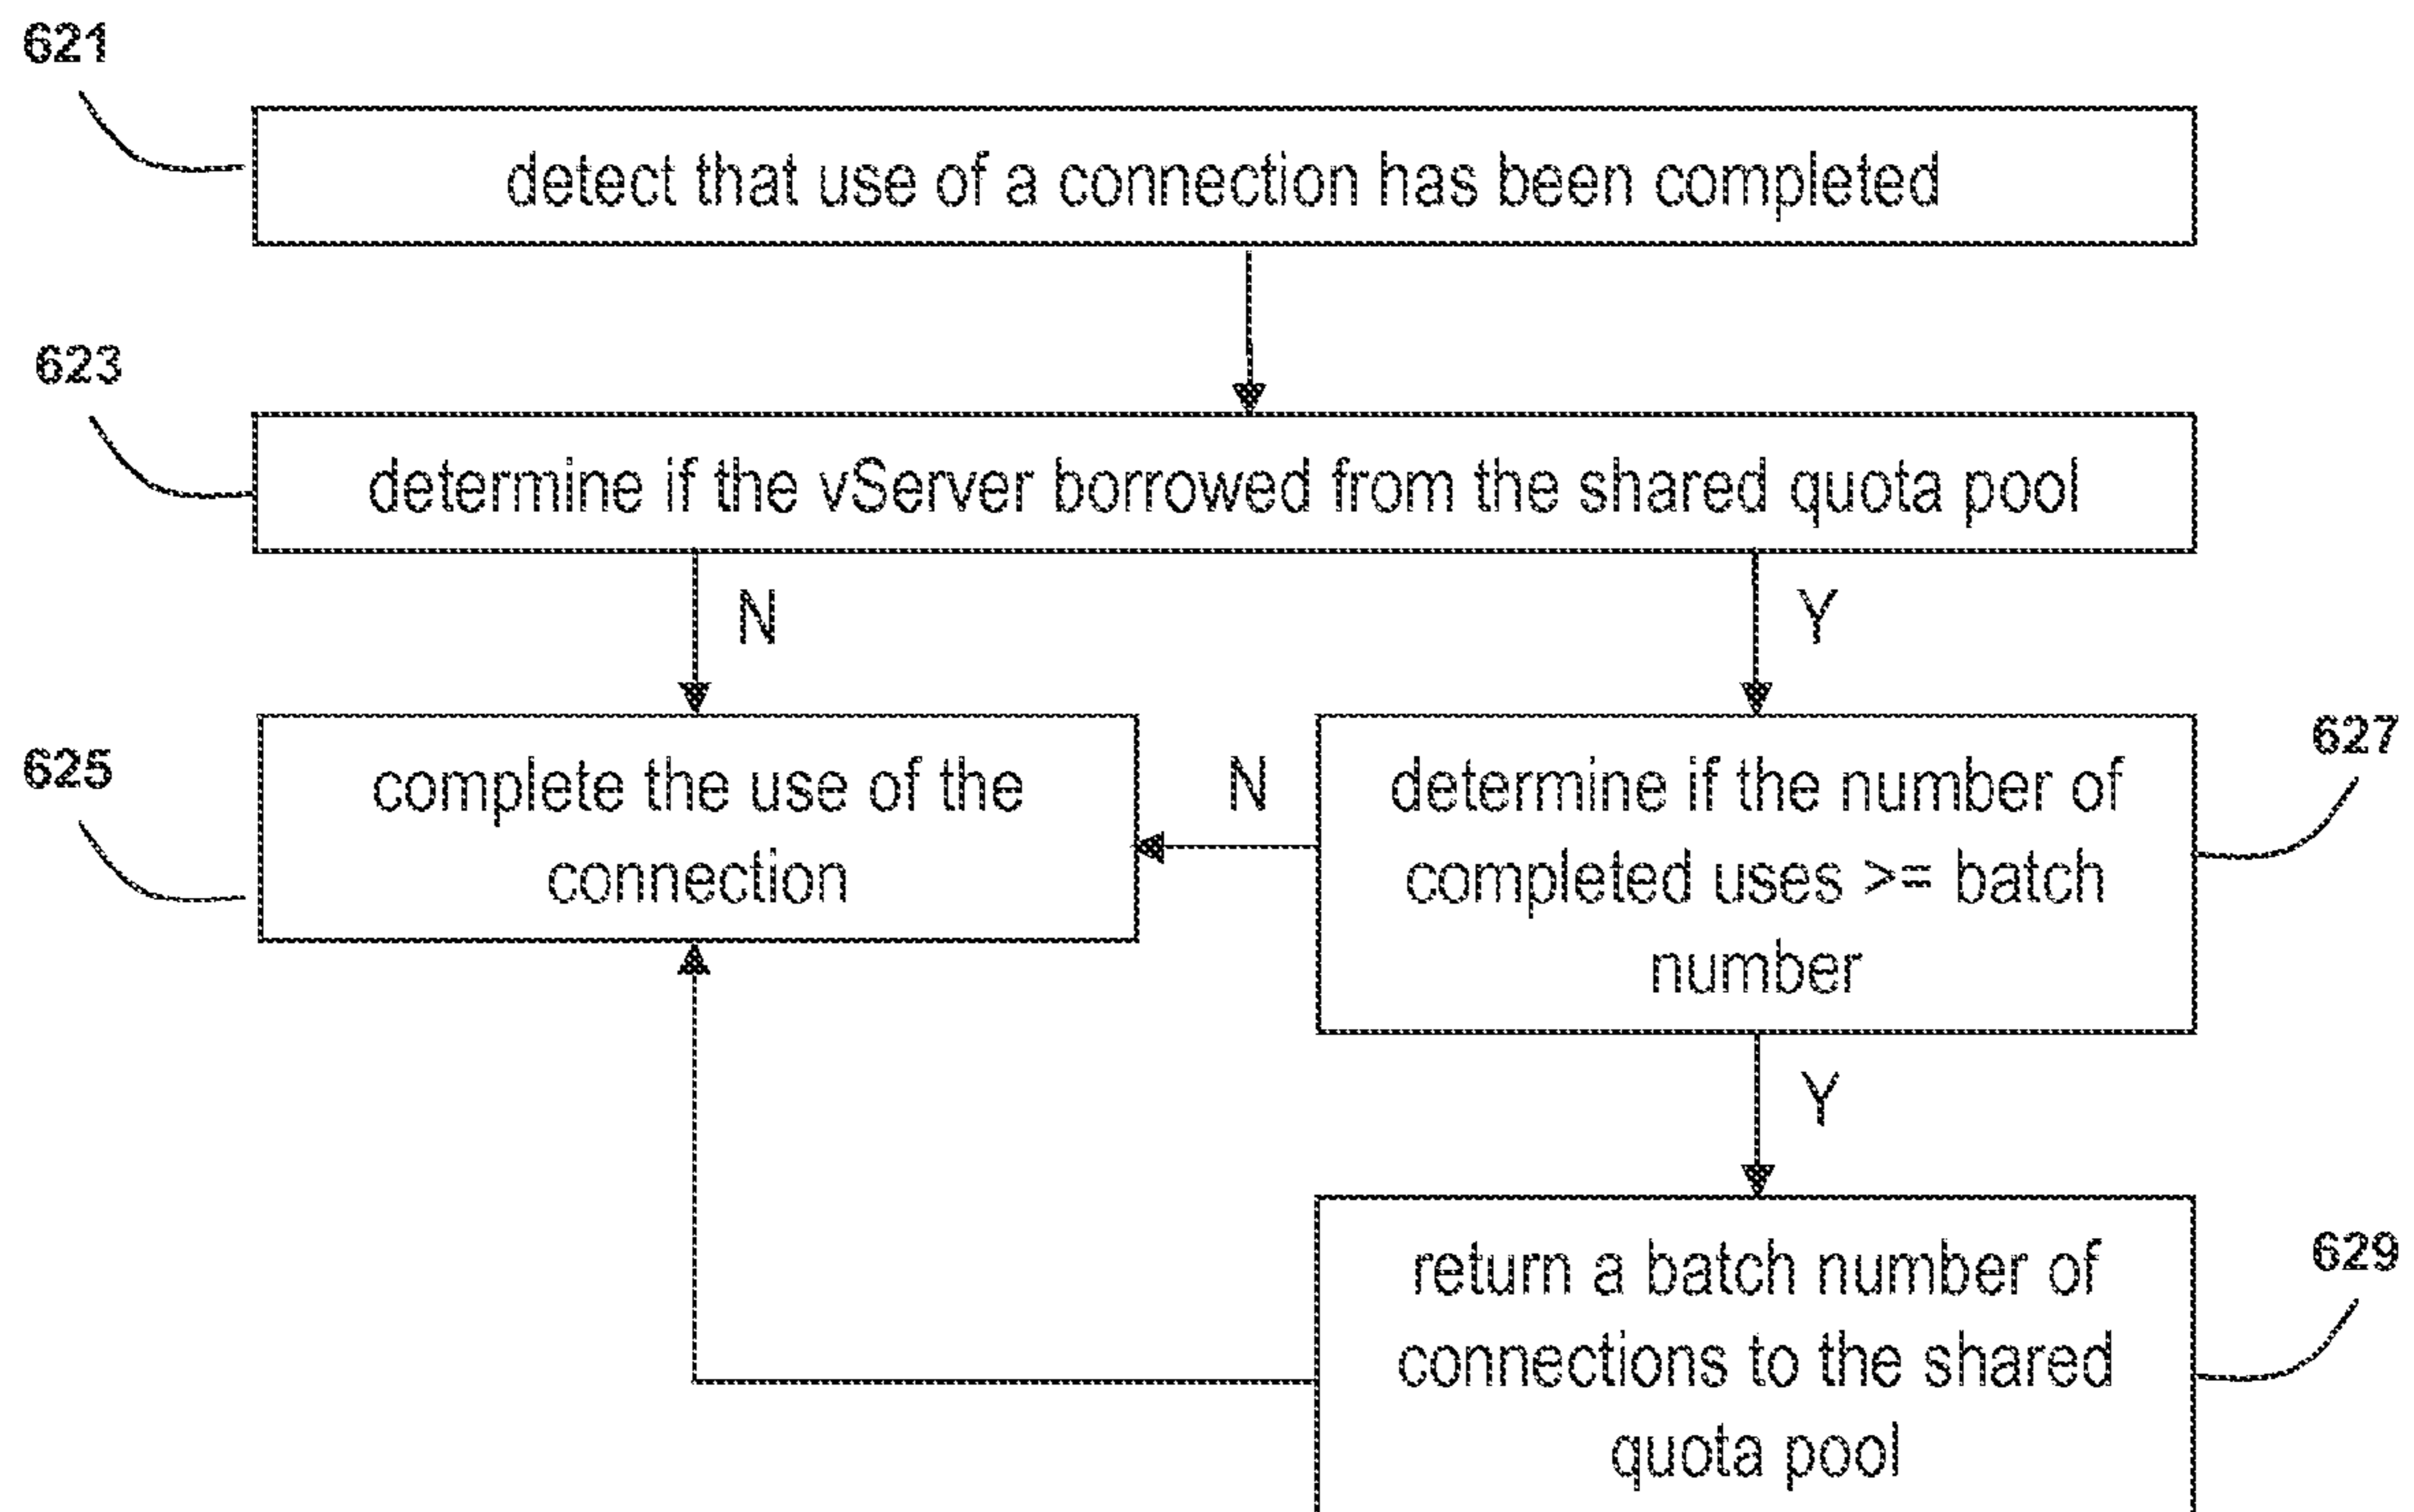 621
detect that use of a connection has been completed
623
determine if the vServer borrowed from the shared quota pool
N
Y
625
complete the use of the
connection
N
determine if the number of
completed uses >= batch
number
627
Y
return a batch number of
connections to the shared
quota pool
629